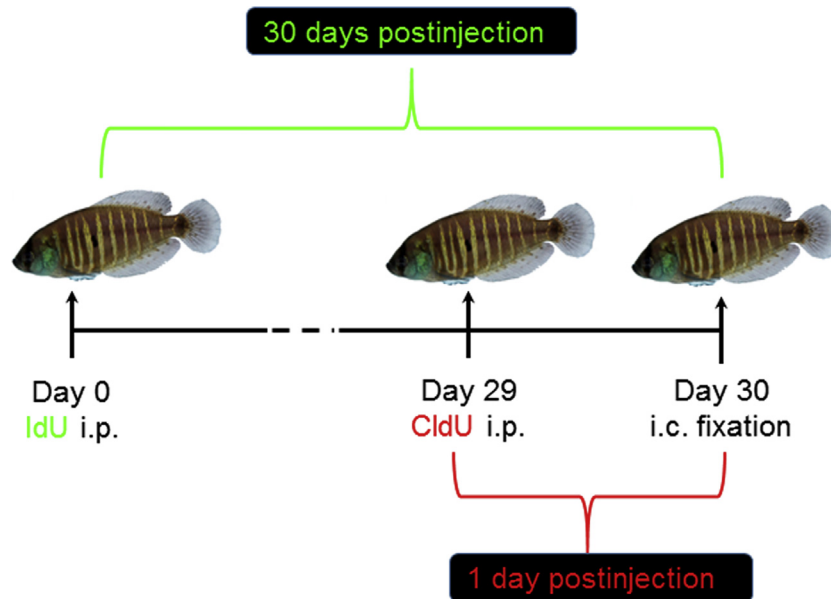 30 days postinjection
Day 0
IdU i.p.
Day 29
CldU i.p.
Day 30
i.c. fixation
1 day postinjection